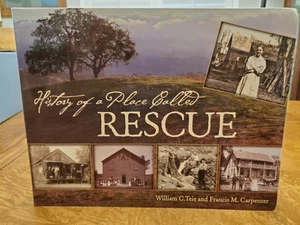 History of a Place Called
RESCUE
William C. Teie and Francis M. Carpenter